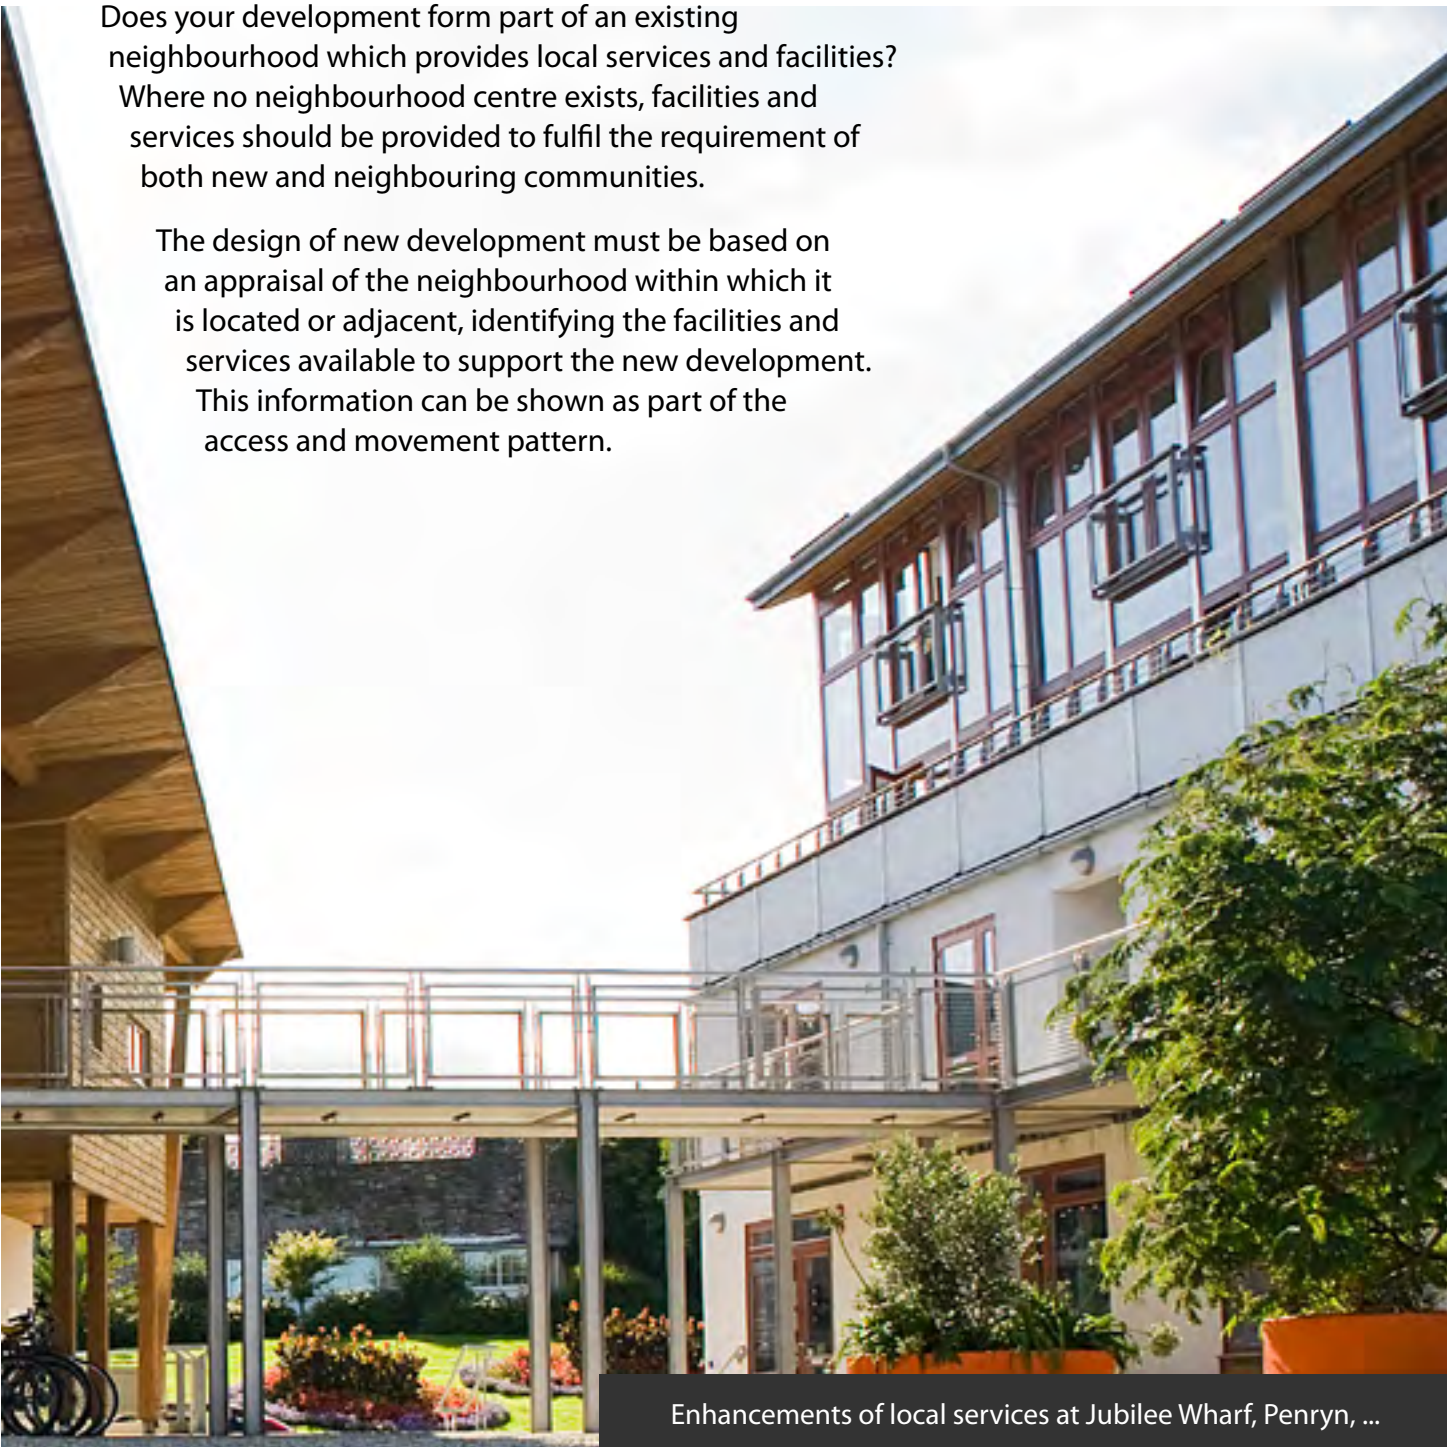 Does your development form part of an existing
neighbourhood which provides local services and facilities?
Where no neighbourhood centre exists, facilities and
services should be provided to fulfil the requirement of
both new and neighbouring communities.
The design of new development must be based on
an appraisal of the neighbourhood within which it
is located or adjacent, identifying the facilities and
services available to support the new development.
This information can be shown as part of the
access and movement pattern.
Enhancements of local services at Jubilee Wharf, Penryn, ...